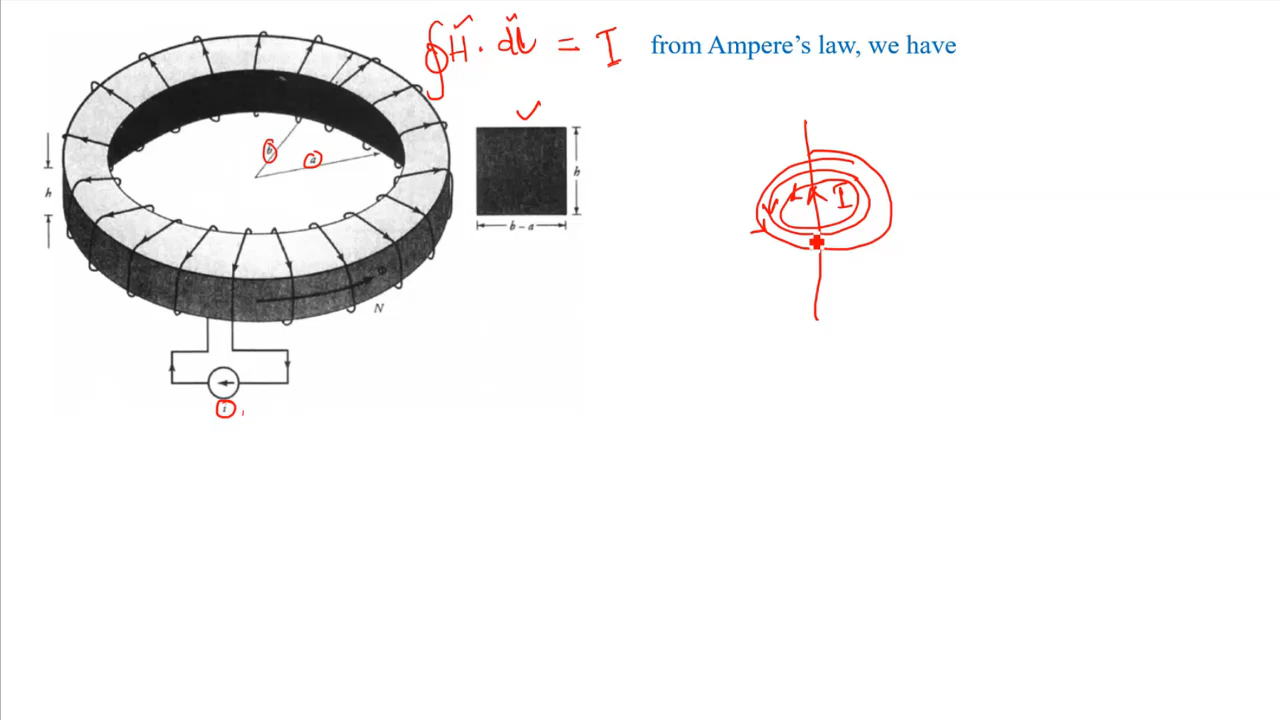 ∮H⃗ · dl⃗ = I from Ampere's law, we have
b
a
h
h
b – a
I
Φ
N
i